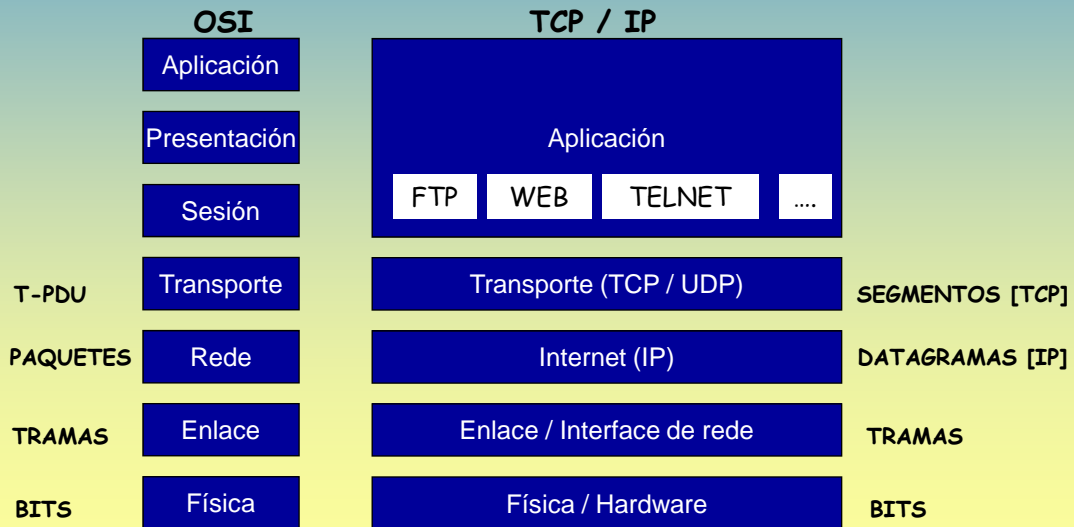 OSI
TCP / IP
Aplicación
Presentación
Aplicación
Sesión
FTP
WEB
TELNET
....
T-PDU
Transporte
Transporte (TCP / UDP)
SEGMENTOS [TCP]
PAQUETES
Rede
Internet (IP)
DATAGRAMAS [IP]
TRAMAS
Enlace
Enlace / Interface de rede
TRAMAS
BITS
Física
Física / Hardware
BITS